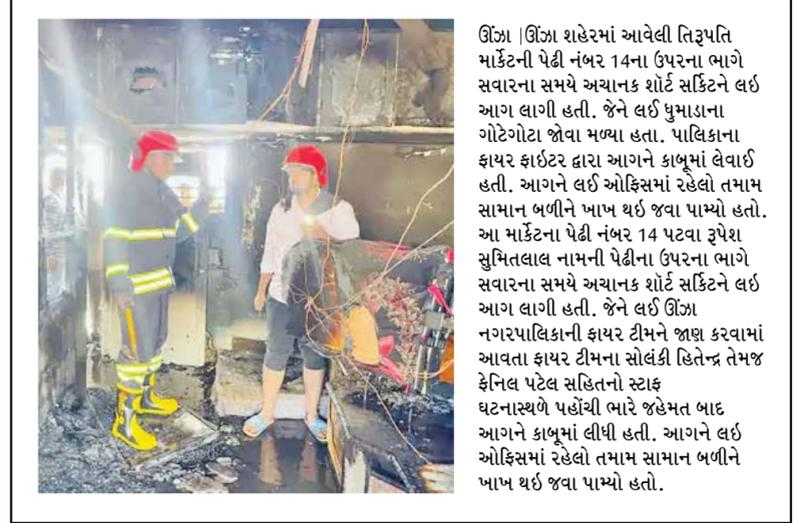 ઊંઝા |ઊંઝા શહેરમાં આવેલી તિરૂપતિ
માર્કેટની પેઢી નંબર 14ના ઉપરના ભાગે
સવારના સમયે અચાનક શૉર્ટ સર્કિટને લઇ
આગ લાગી હતી. જેને લઈ ધુમાડાના
ગોટેગોટા જોવા મળ્યા હતા. પાલિકાના
ફાયર ફાઇટર દ્વારા આગને કાબૂમાં લેવાઈ
હતી. આગને લઈ ઓફિસમાં રહેલો તમામ
સામાન બળીને ખાખ થઇ જવા પામ્યો હતો.
આ માર્કેટના પેઢી નંબર 14 પટવા રૂપેશ
સુમિતલાલ નામની પેઢીના ઉપરના ભાગે
સવારના સમયે અચાનક શૉર્ટ સર્કિટને લઇ
આગ લાગી હતી. જેને લઈ ઊંઝા
નગરપાલિકાની ફાયર ટીમને જાણ કરવામાં
આવતા ફાયર ટીમના સોલંકી હિતેન્દ્ર તેમજ
ફેનિલ પટેલ સહિતનો સ્ટાફ
ઘટનાસ્થળે પહોંચી ભારે જહેમત બાદ
આગને કાબૂમાં લીધી હતી. આગને લઇ
ઓફિસમાં રહેલો તમામ સામાન બળીને
ખાખ થઇ જવા પામ્યો હતો.